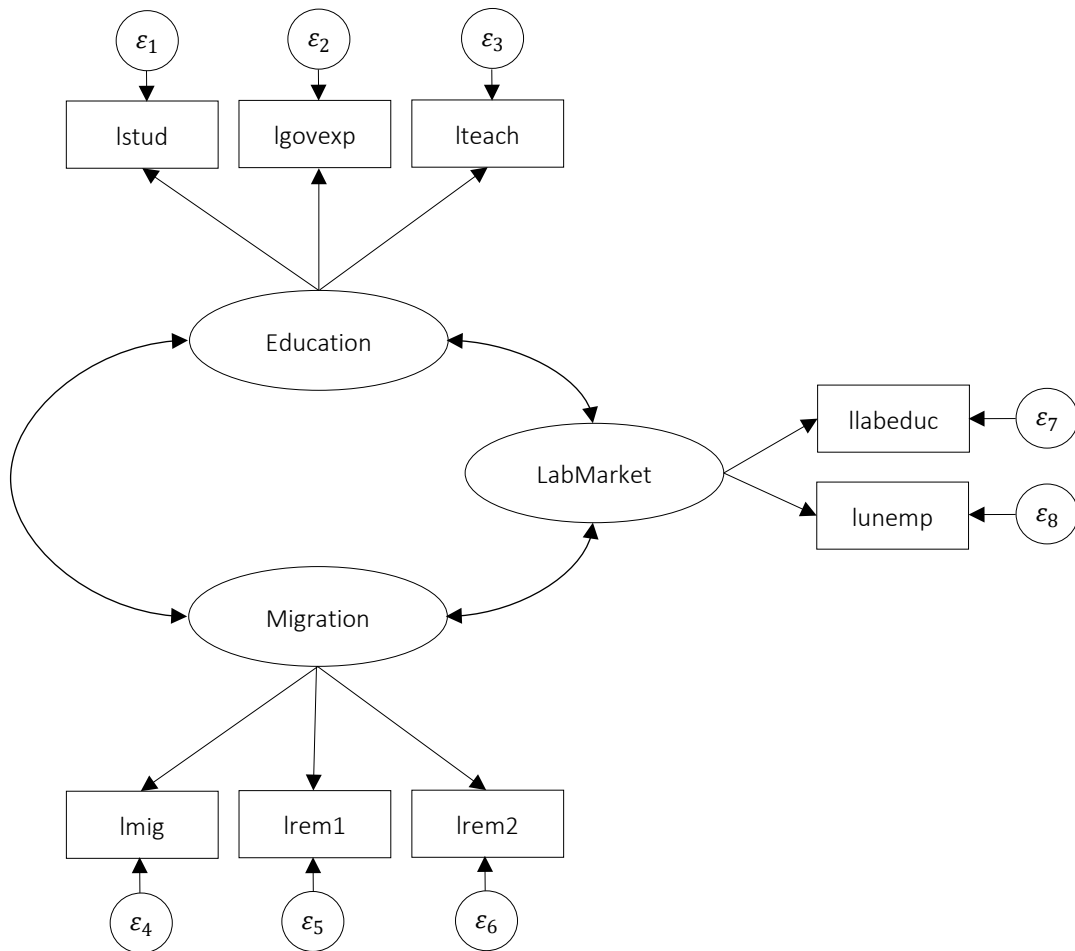 ε1
ε2
ε3
lstud
lgovexp
lteach
Education
llabeduc
ε7
LabMarket
lunemp
ε8
Migration
lmig
lrem1
lrem2
ε4
ε5
ε6